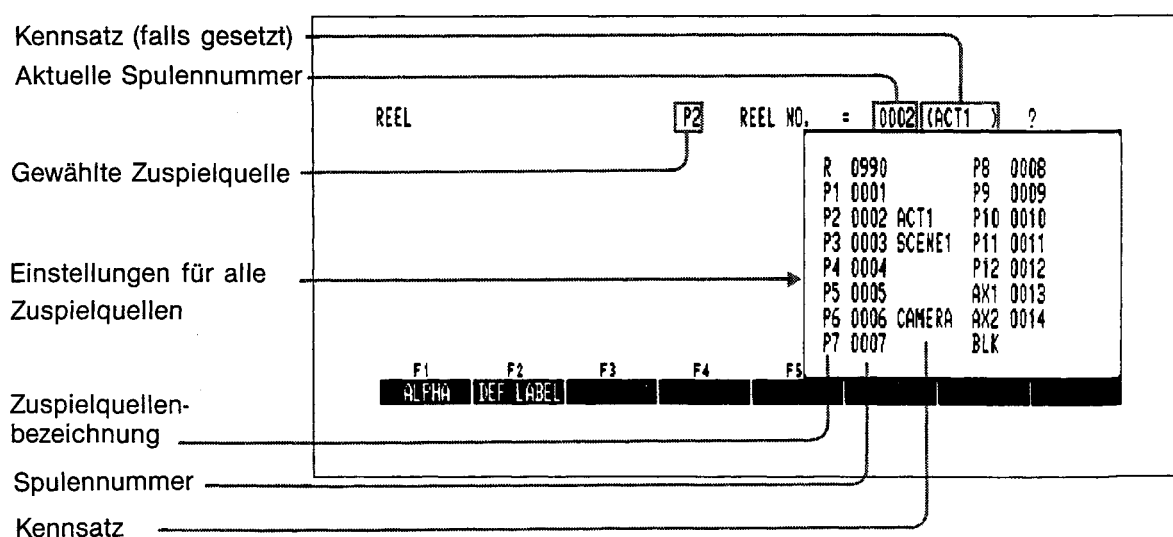 Kennsatz (falls gesetzt)
Aktuelle Spulennummer
REEL P2 REEL NO. = 0002 (ACT1 ) ?
Gewählte Zuspielquelle
R 0990 P8 0008
P1 0001 P9 0009
P2 0002 ACT1 P10 0010
P3 0003 SCENE1 P11 0011
P4 0004 P12 0012
P5 0005 AX1 0013
P6 0006 CAMERA AX2 0014
P7 0007 BLK
Einstellungen für alle
Zuspielquellen
F1 F2 F3 F4 F5
ALPHA DEF LABEL
Zuspielquellen-
bezeichnung
Spulennummer
Kennsatz